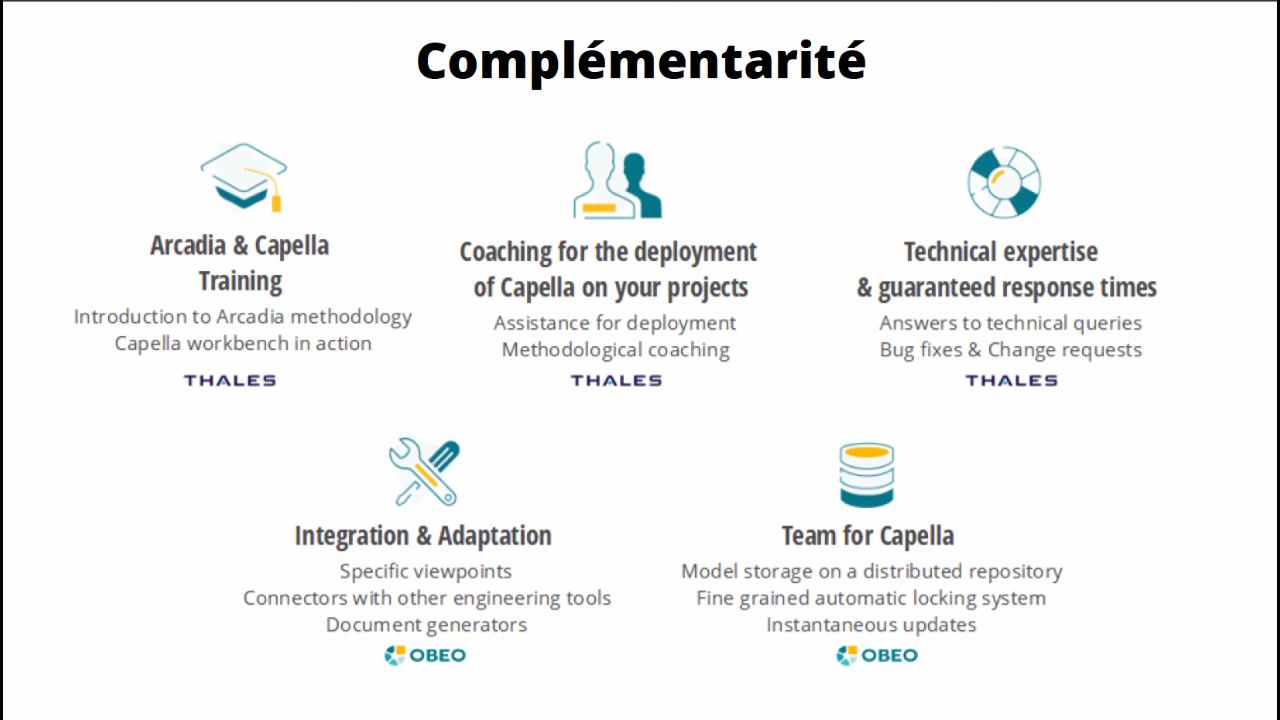 Complémentarité
Arcadia & Capella
Training
Introduction to Arcadia methodology
Capella workbench in action
THALES
Coaching for the deployment
of Capella on your projects
Assistance for deployment
Methodological coaching
THALES
Technical expertise
& guaranteed response times
Answers to technical queries
Bug fixes & Change requests
THALES
Integration & Adaptation
Specific viewpoints
Connectors with other engineering tools
Document generators
OBEO
Team for Capella
Model storage on a distributed repository
Fine grained automatic locking system
Instantaneous updates
OBEO